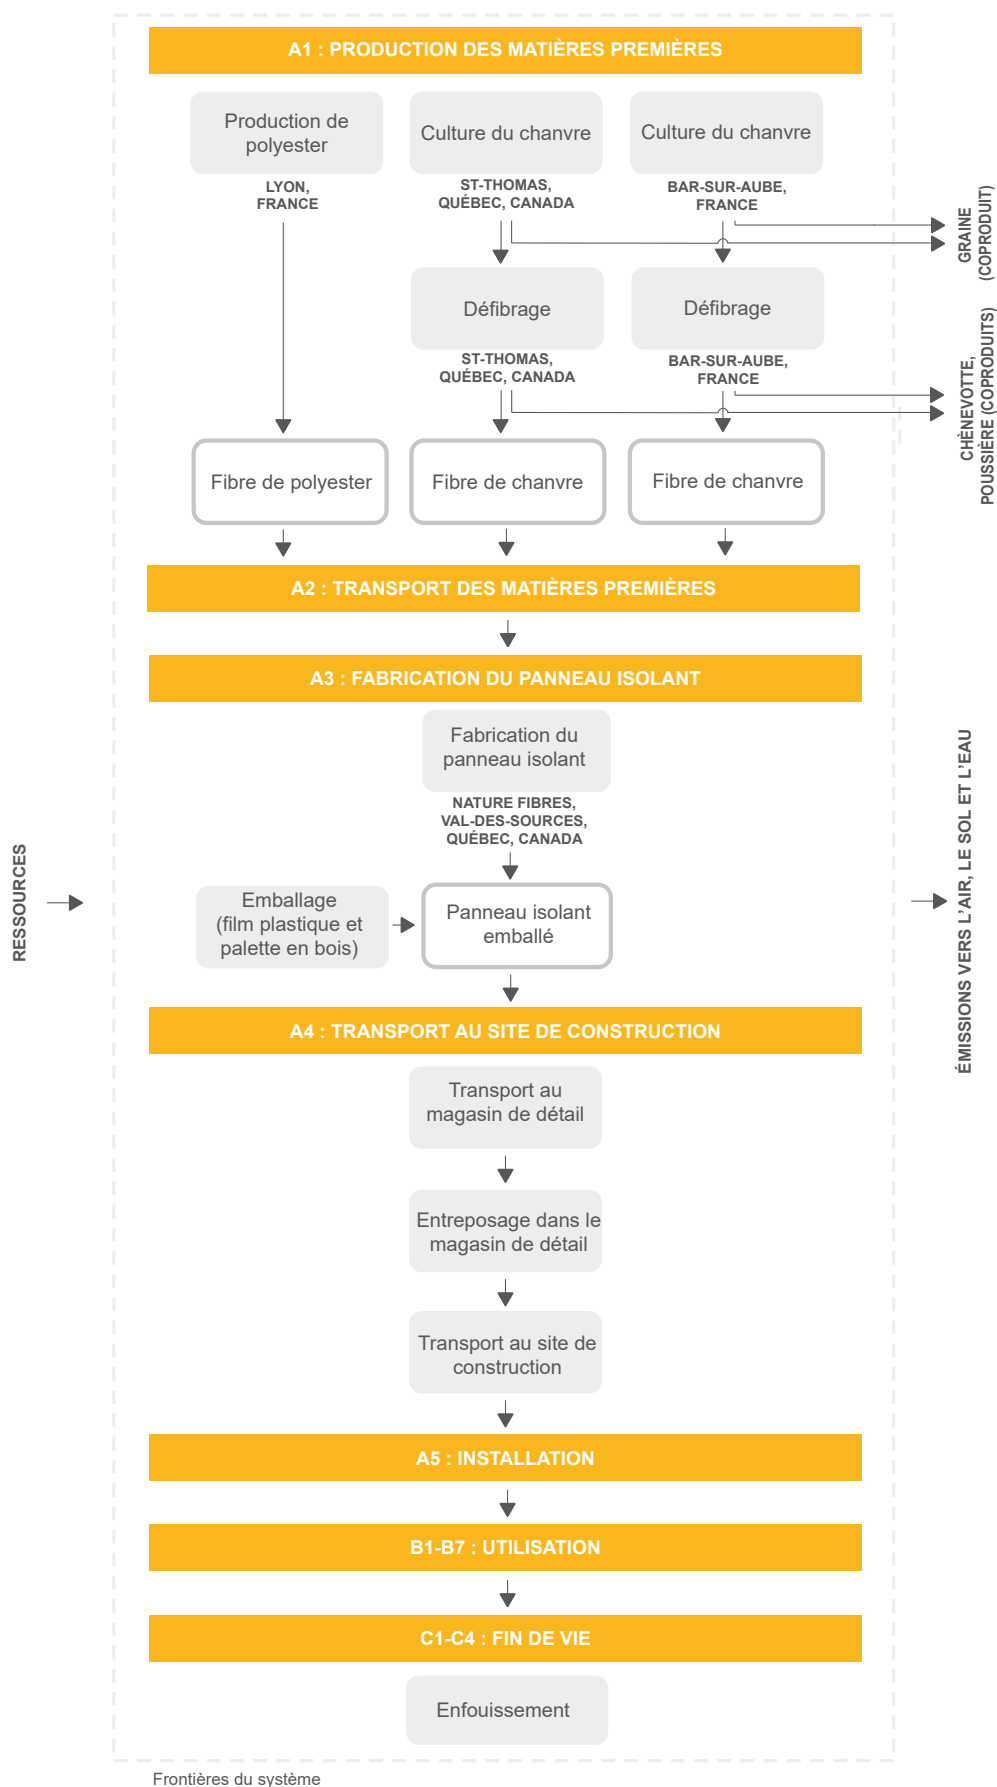 A1 : PRODUCTION DES MATIÈRES PREMIÈRES
Production de
polyester
Culture du chanvre
Culture du chanvre
LYON,
FRANCE
ST-THOMAS,
QUÉBEC, CANADA
BAR-SUR-AUBE,
FRANCE
GRAINE
(COPRODUIT)
Défibrage
Défibrage
ST-THOMAS,
QUÉBEC, CANADA
BAR-SUR-AUBE,
FRANCE
CHÈNEVOTTE,
POUSSIÈRE (COPRODUITS)
Fibre de polyester
Fibre de chanvre
Fibre de chanvre
A2 : TRANSPORT DES MATIÈRES PREMIÈRES
A3 : FABRICATION DU PANNEAU ISOLANT
Fabrication du
panneau isolant
NATURE FIBRES,
VAL-DES-SOURCES,
QUÉBEC, CANADA
RESSOURCES
Emballage
(film plastique et
palette en bois)
Panneau isolant
emballé
ÉMISSIONS VERS L'AIR, LE SOL ET L'EAU
A4 : TRANSPORT AU SITE DE CONSTRUCTION
Transport au
magasin de détail
Entreposage dans le
magasin de détail
Transport au site de
construction
A5 : INSTALLATION
B1-B7 : UTILISATION
C1-C4 : FIN DE VIE
Enfouissement
Frontières du système